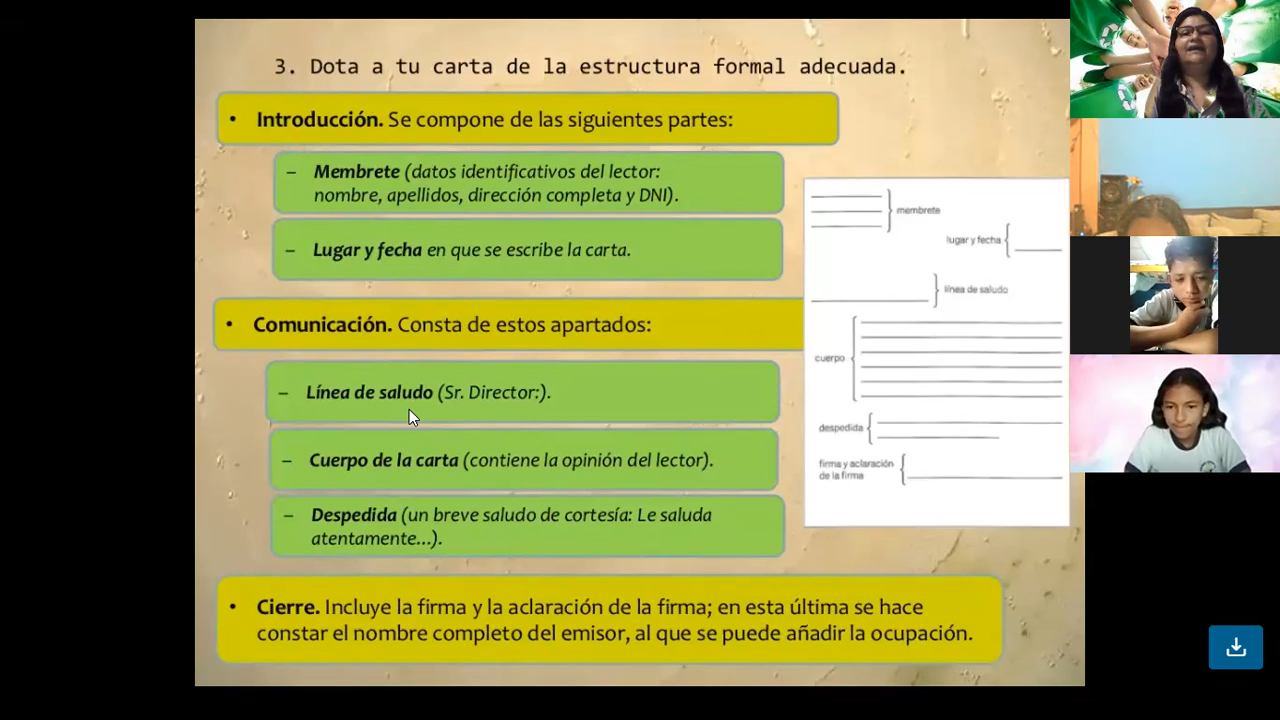 3. Dota a tu carta de la estructura formal adecuada.
• Introducción. Se compone de las siguientes partes:
– Membrete (datos identificativos del lector:
nombre, apellidos, dirección completa y DNI).
– Lugar y fecha en que se escribe la carta.
• Comunicación. Consta de estos apartados:
– Línea de saludo (Sr. Director:).
– Cuerpo de la carta (contiene la opinión del lector).
– Despedida (un breve saludo de cortesía: Le saluda
atentamente...).
• Cierre. Incluye la firma y la aclaración de la firma; en esta última se hace
constar el nombre completo del emisor, al que se puede añadir la ocupación.
membrete
lugar y fecha
línea de saludo
cuerpo
despedida
firma y aclaración
de la firma